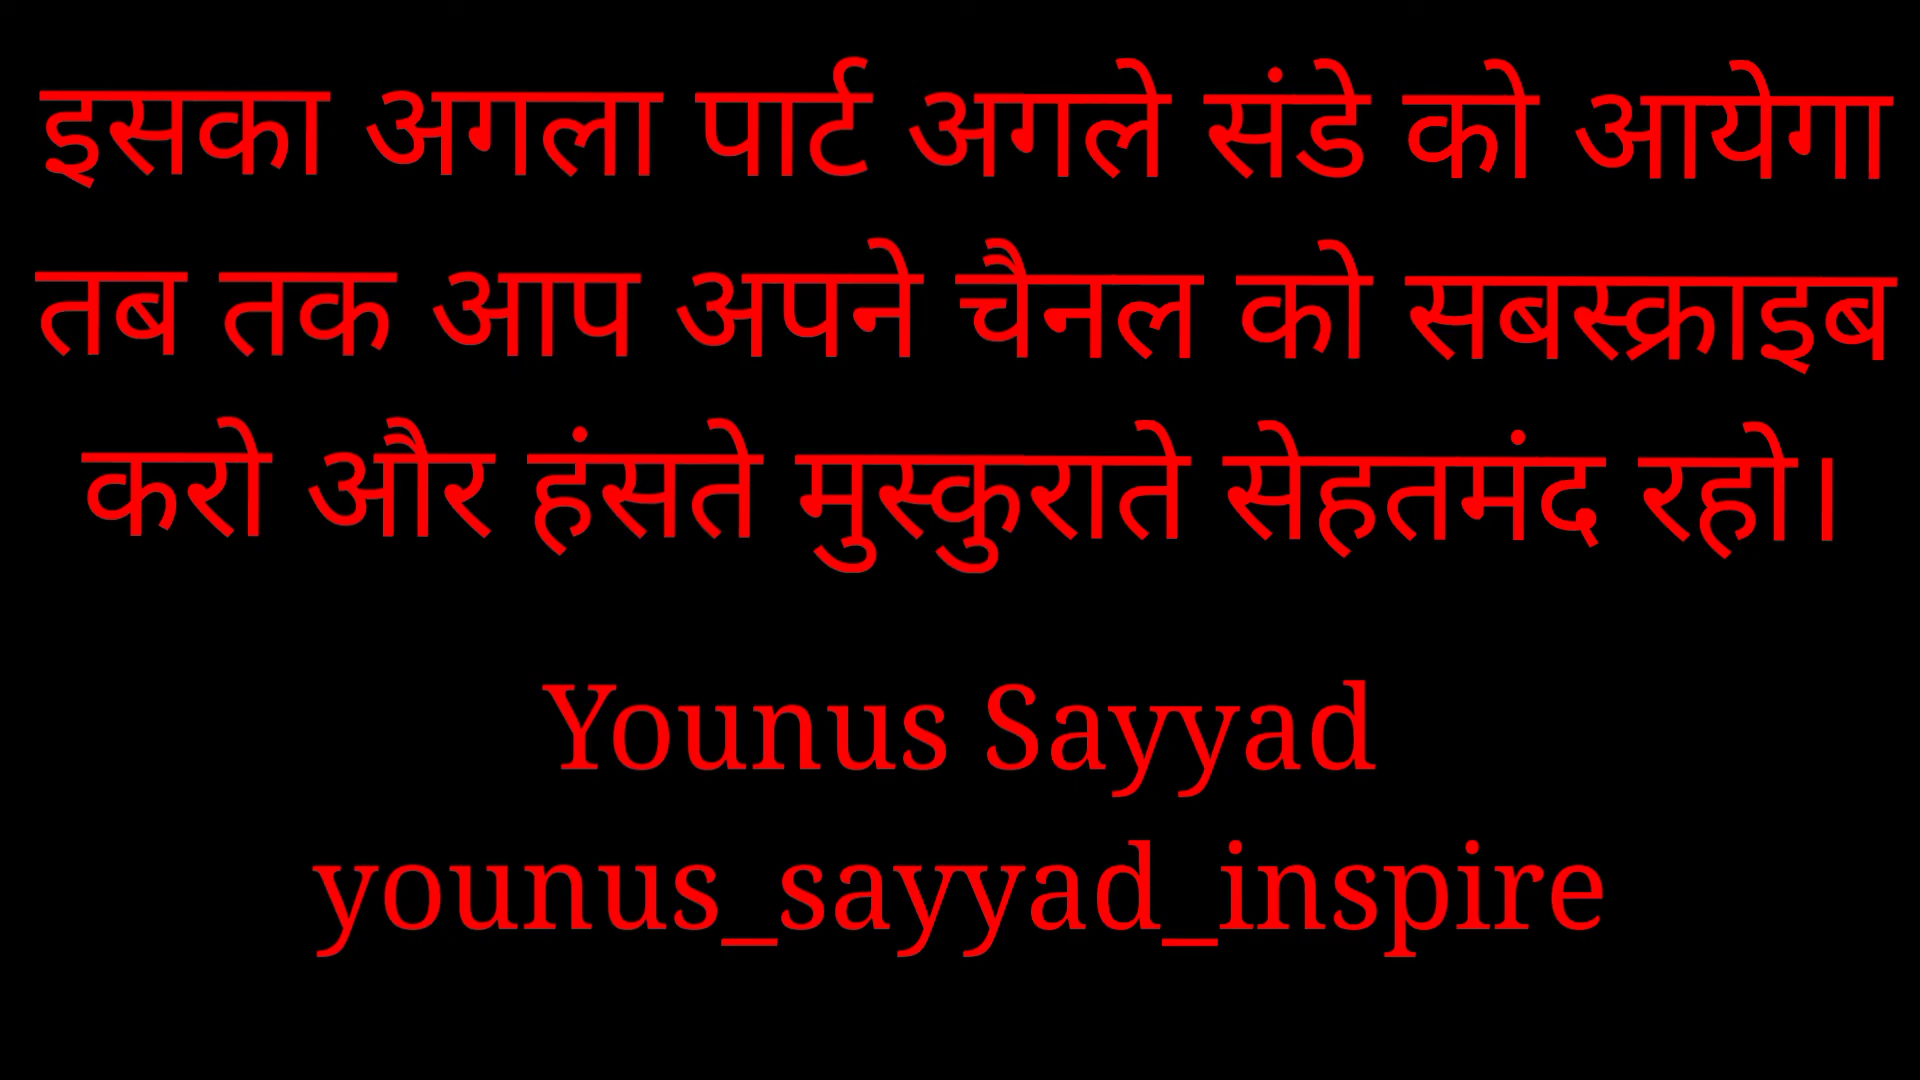 इसका अगला पार्ट अगले संडे को आयेगा
तब तक आप अपने चैनल को सबस्क्राइब
करो और हंसते मुस्कुराते सेहतमंद रहो।
Younus Sayyad
younus_sayyad_inspire